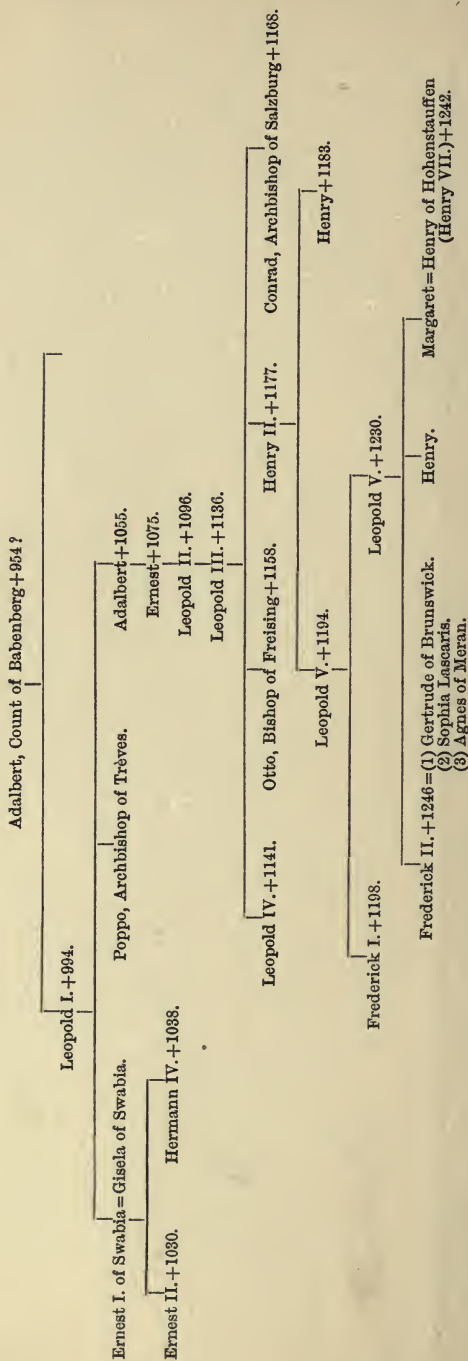 Adalbert, Count of Babenberg+954?
Leopold I.+994.
Ernest I. of Swabia=Gisela of Swabia.
Poppo, Archbishop of Trèves.
Adalbert+1055.
Ernest II.+1030.
Hermann IV.+1038.
Ernest+1075.
Leopold II.+1096.
Leopold III.+1136.
Leopold IV.+1141.
Otto, Bishop of Freising+1158.
Henry II.+1177.
Conrad, Archbishop of Salzburg+1168.
Leopold V.+1194.
Henry+1183.
Frederick I.+1198.
Leopold V.+1230.
Frederick II.+1246=(1) Gertrude of Brunswick.
(2) Sophia Lascaris.
(3) Agnes of Meran.
Henry.
Margaret=Henry of Hohenstauffen
(Henry VII.)+1242.